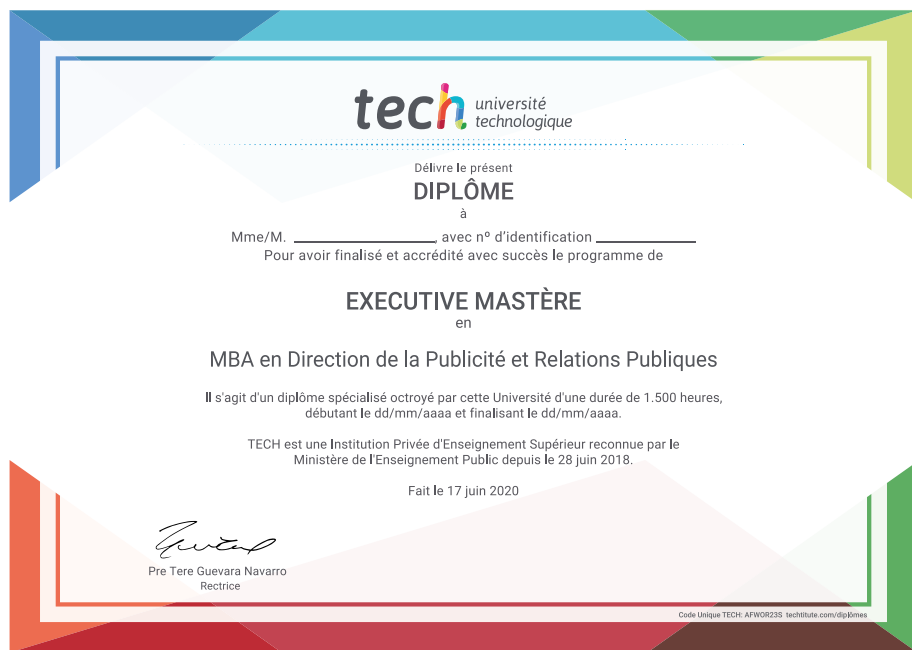 tech université
technologique
Délivre le présent
DIPLÔME
à
Mme/M. ____________, avec nº d'identification ____________
Pour avoir finalisé et accrédité avec succès le programme de
EXECUTIVE MASTÈRE
en
MBA en Direction de la Publicité et Relations Publiques
Il s'agit d'un diplôme spécialisé octroyé par cette Université d'une durée de 1.500 heures,
débutant le dd/mm/aaaa et finalisant le dd/mm/aaaa.
TECH est une Institution Privée d'Enseignement Supérieur reconnue par le
Ministère de l'Enseignement Public depuis le 28 juin 2018.
Fait le 17 juin 2020
Pre Tere Guevara Navarro
Rectrice
Code Unique TECH: AFWOR23S techtitute.com/diplômes